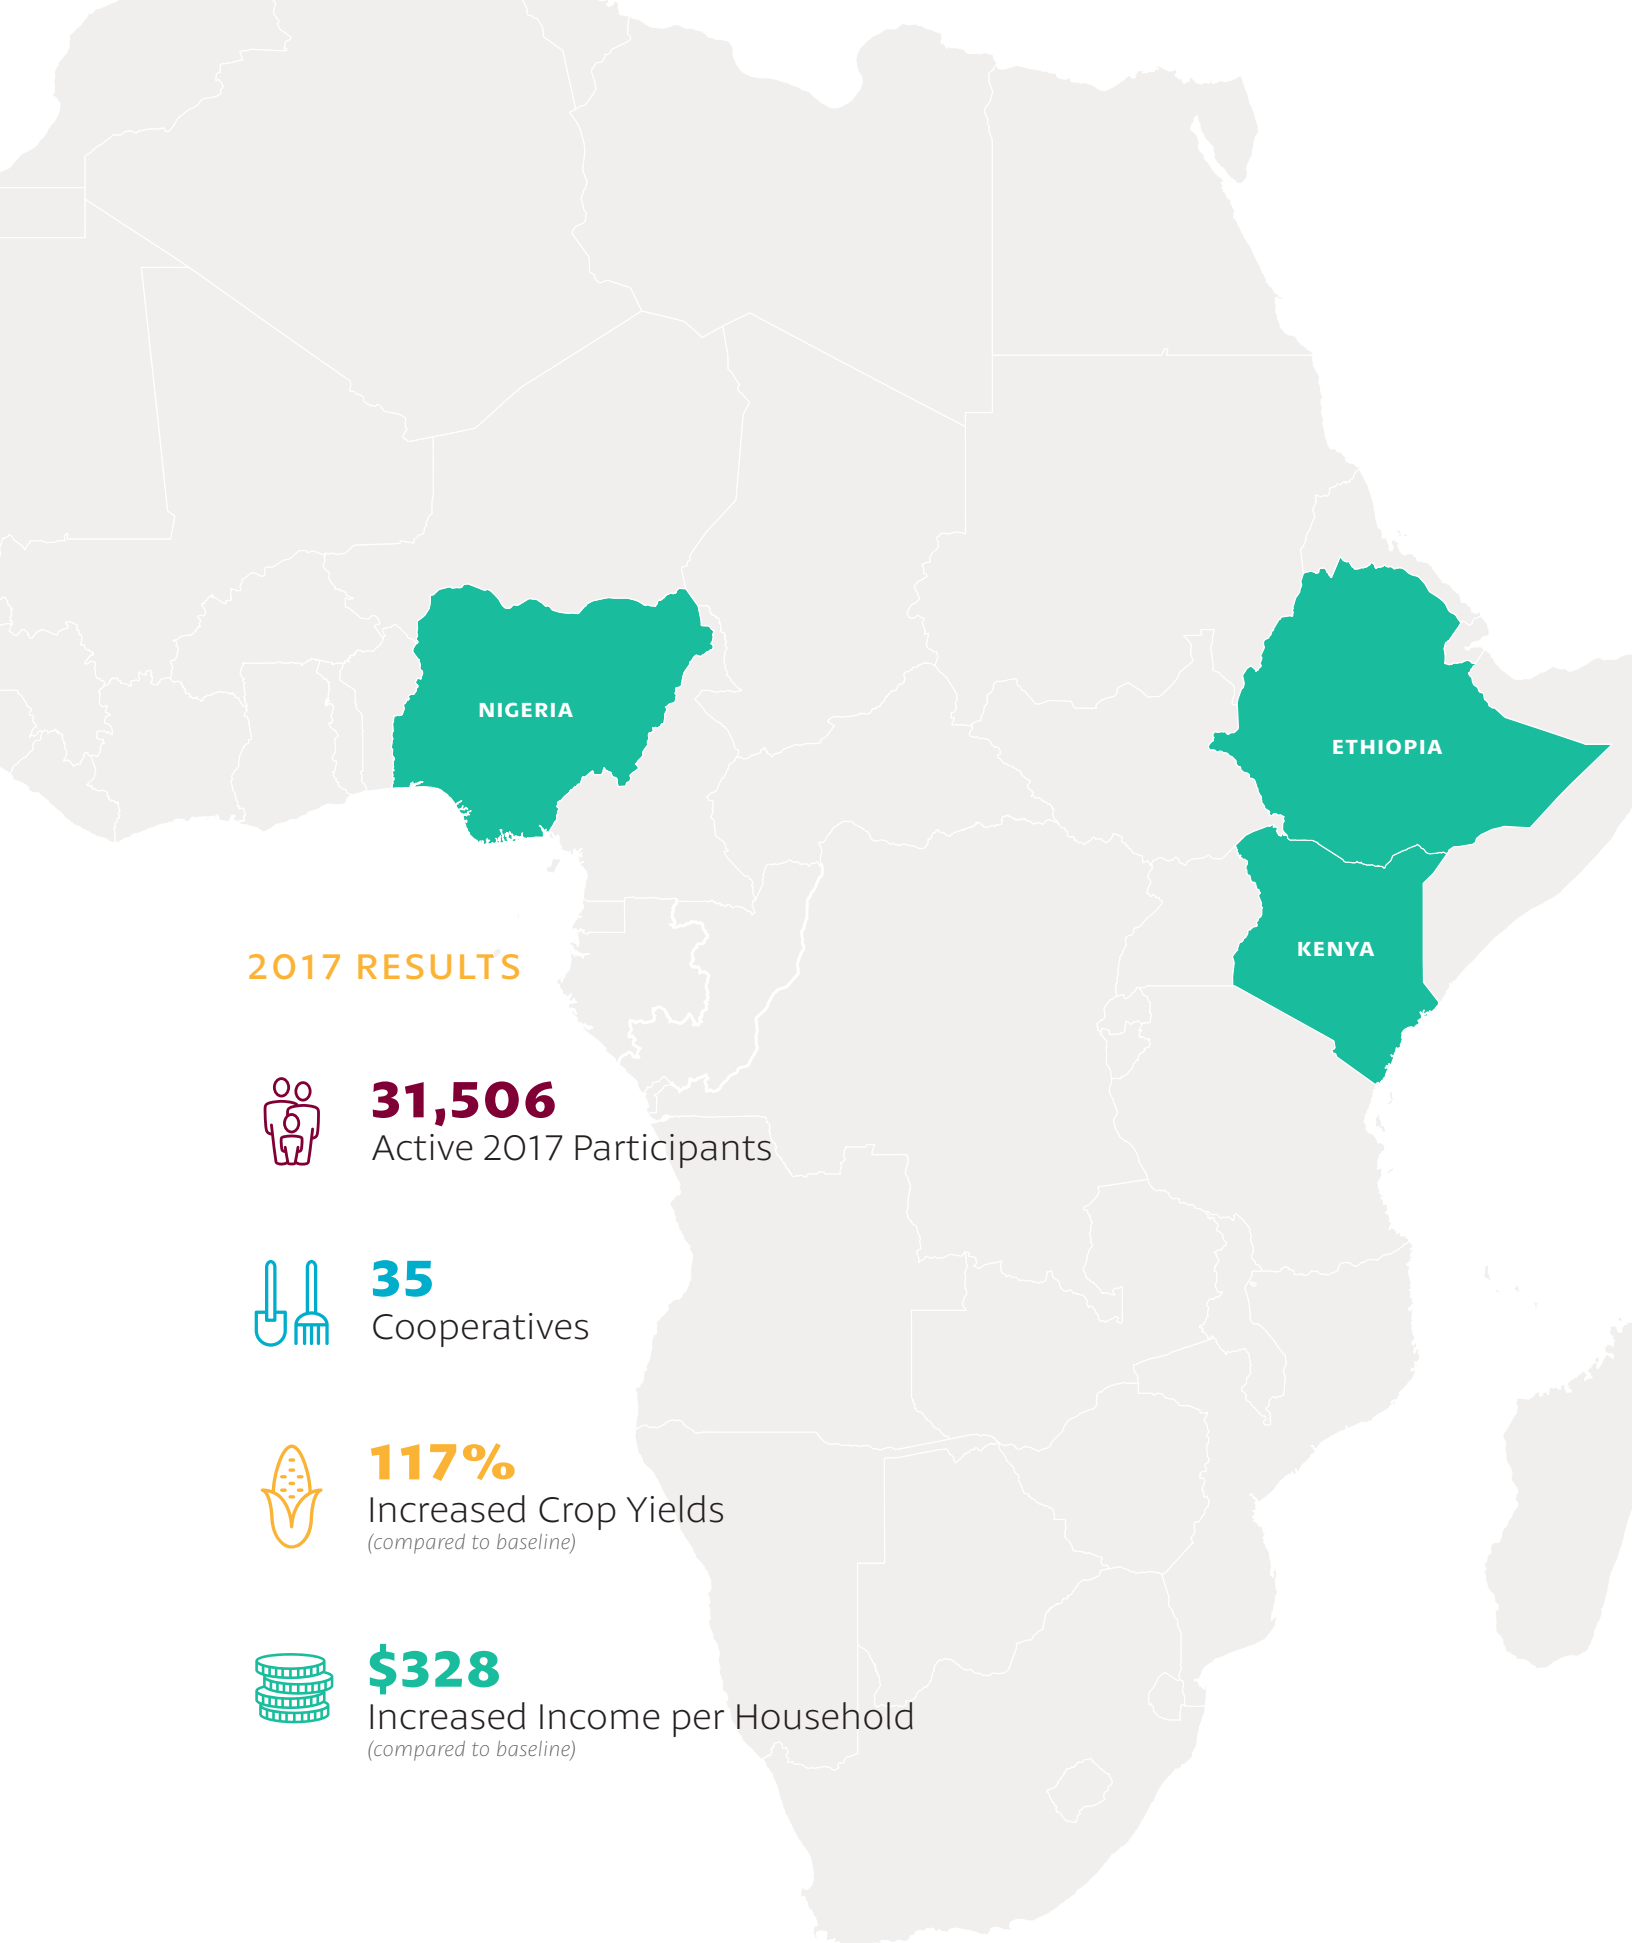 NIGERIA
ETHIOPIA
KENYA
2017 RESULTS
31,506
Active 2017 Participants
35
Cooperatives
117%
Increased Crop Yields
(compared to baseline)
$328
Increased Income per Household
(compared to baseline)